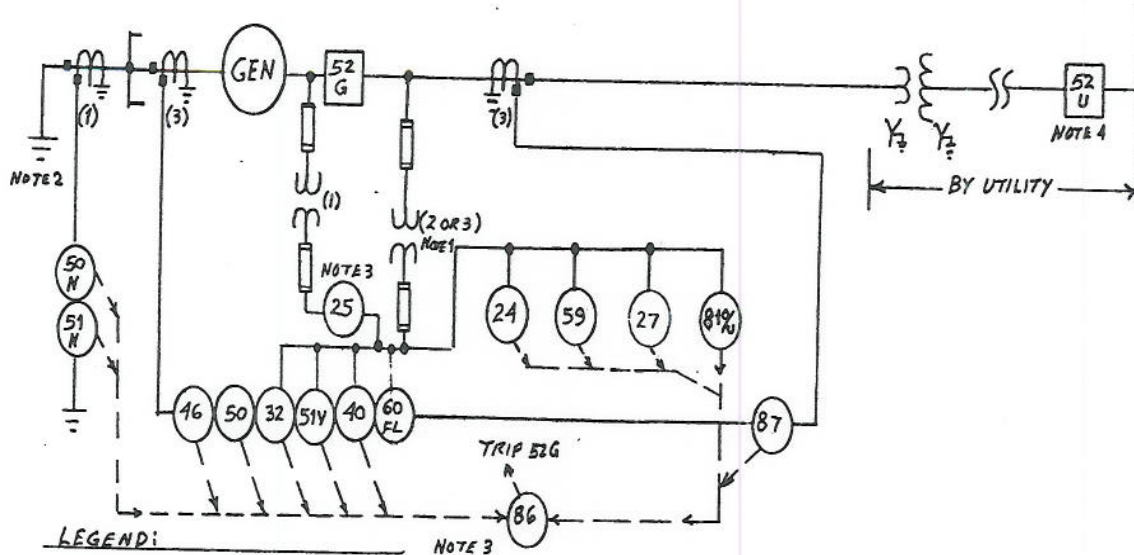 GEN
52
G
52
U
NOTE 4
(1)
(3)
(3)
NOTE 2
BY UTILITY
(1)
(2 OR 3)
NOTE 1
50
N
NOTE 3
25
24
59
27
81O/U
51
N
46
50
32
51V
40
60
FL
87
TRIP 52G
86
LEGEND:
NOTE 3